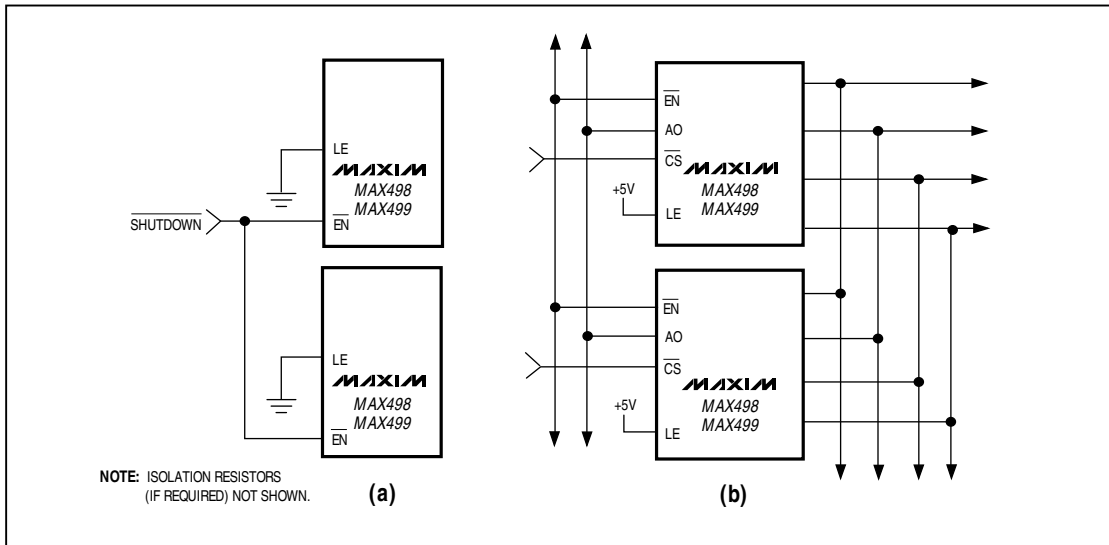 LE
MAXIM
MAX498
MAX499
SHUTDOWN
EN
LE
MAXIM
MAX498
MAX499
EN
NOTE: ISOLATION RESISTORS
(IF REQUIRED) NOT SHOWN.
(a)
EN
AO
CS
MAXIM
+5V
MAX498
MAX499
LE
EN
AO
CS
MAXIM
+5V
MAX498
MAX499
LE
(b)